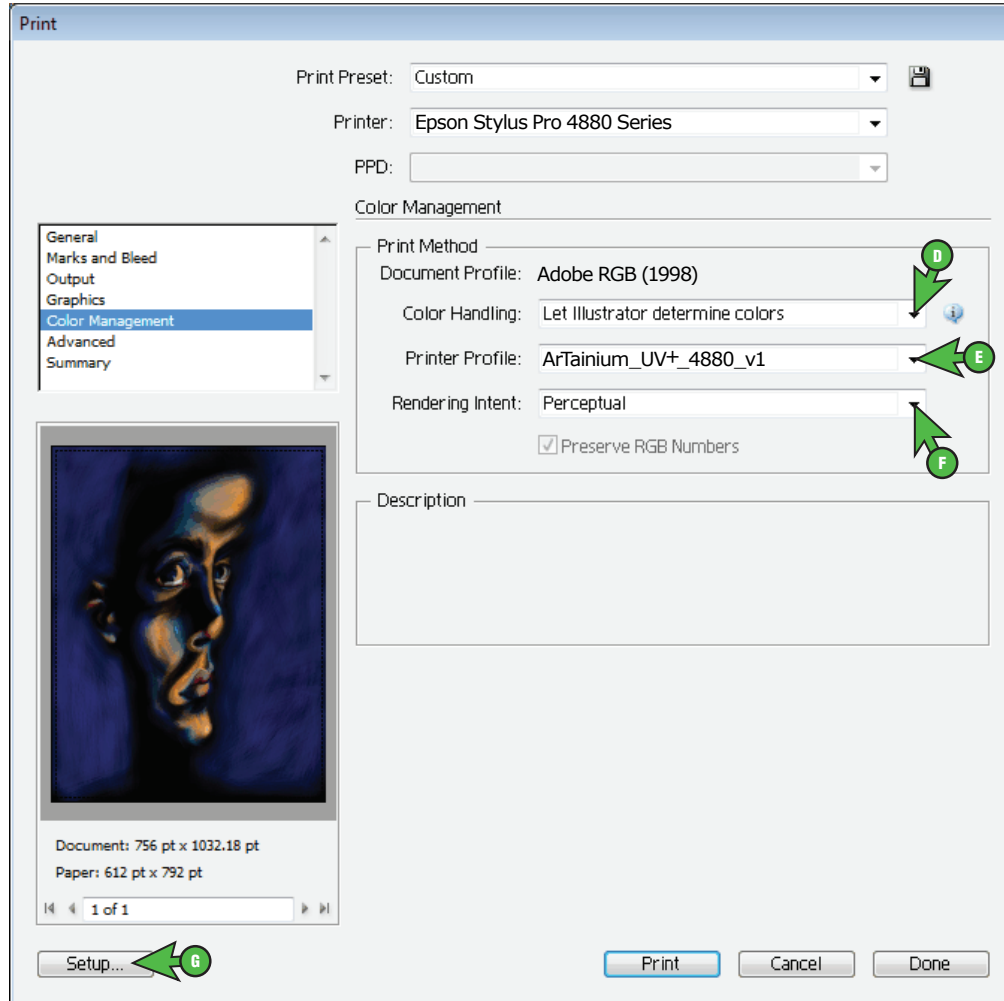 Print
Print Preset: Custom
Printer: Epson Stylus Pro 4880 Series
PPD:
Color Management
General
Marks and Bleed
Output
Graphics
Color Management
Advanced
Summary
Print Method
Document Profile: Adobe RGB (1998)
D
Color Handling: Let Illustrator determine colors
Printer Profile: ArTainium_UV+_4880_v1
E
Rendering Intent: Perceptual
Preserve RGB Numbers
F
Description
Document: 756 pt x 1032.18 pt
Paper: 612 pt x 792 pt
1 of 1
Setup...
G
Print
Cancel
Done